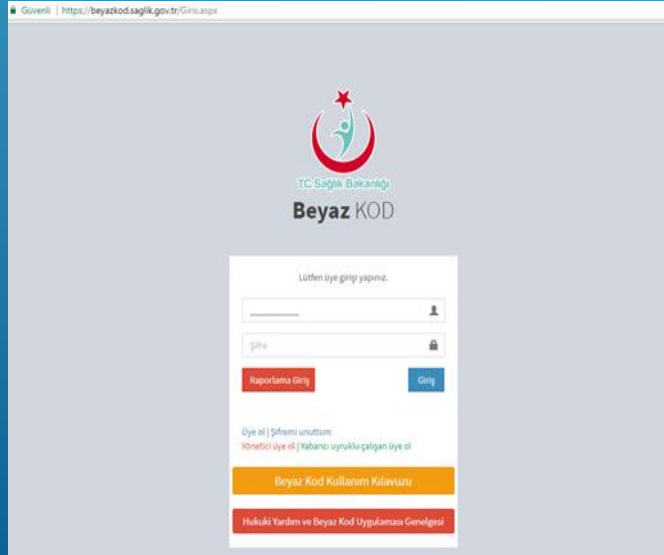 Güvenli | https://beyazkod.saglik.gov.tr/Giris.aspx
TC Sağlık Bakanlığı
Beyaz KOD
Lütfen üye girişi yapınız.
Şifre
Raporlama Giriş
Giriş
Üye ol | Şifremi unuttum
Yönetici üye ol | Yabancı uyruklu çalışan üye ol
Beyaz Kod Kullanım Kılavuzu
Hukuki Yardım ve Beyaz Kod Uygulaması Genelgesi